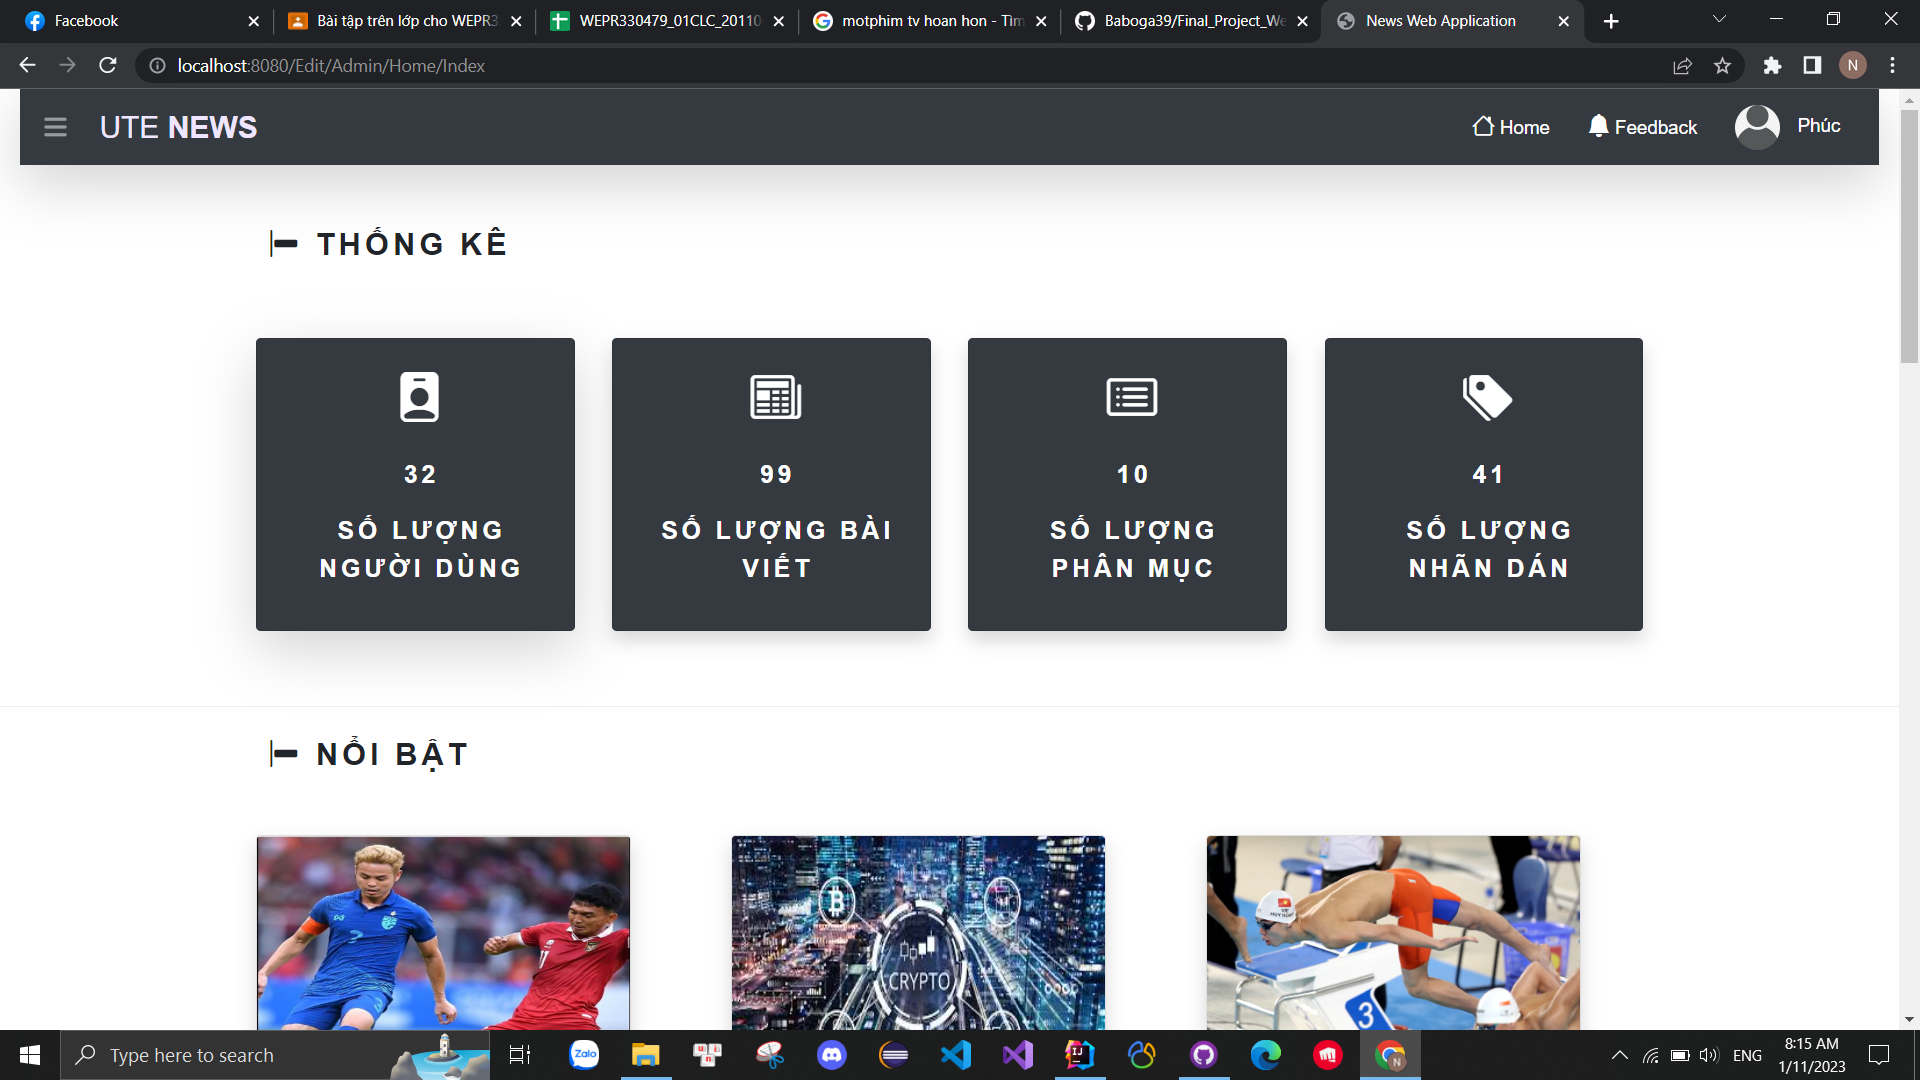 Facebook
Bài tập trên lớp cho WEPR3
WEPR330479_01CLC_20110
motphim tv hoan hon - Tìm
Baboga39/Final_Project_We
News Web Application
localhost:8080/Edit/Admin/Home/Index
N
UTE NEWS
Home
Feedback
Phúc
THỐNG KÊ
32
SỐ LƯỢNG
NGƯỜI DÙNG
99
SỐ LƯỢNG BÀI
VIẾT
10
SỐ LƯỢNG
PHÂN MỤC
41
SỐ LƯỢNG
NHÃN DÁN
NỔI BẬT
CRYPTO
3
Type here to search
Zalo
ENG
8:15 AM
1/11/2023